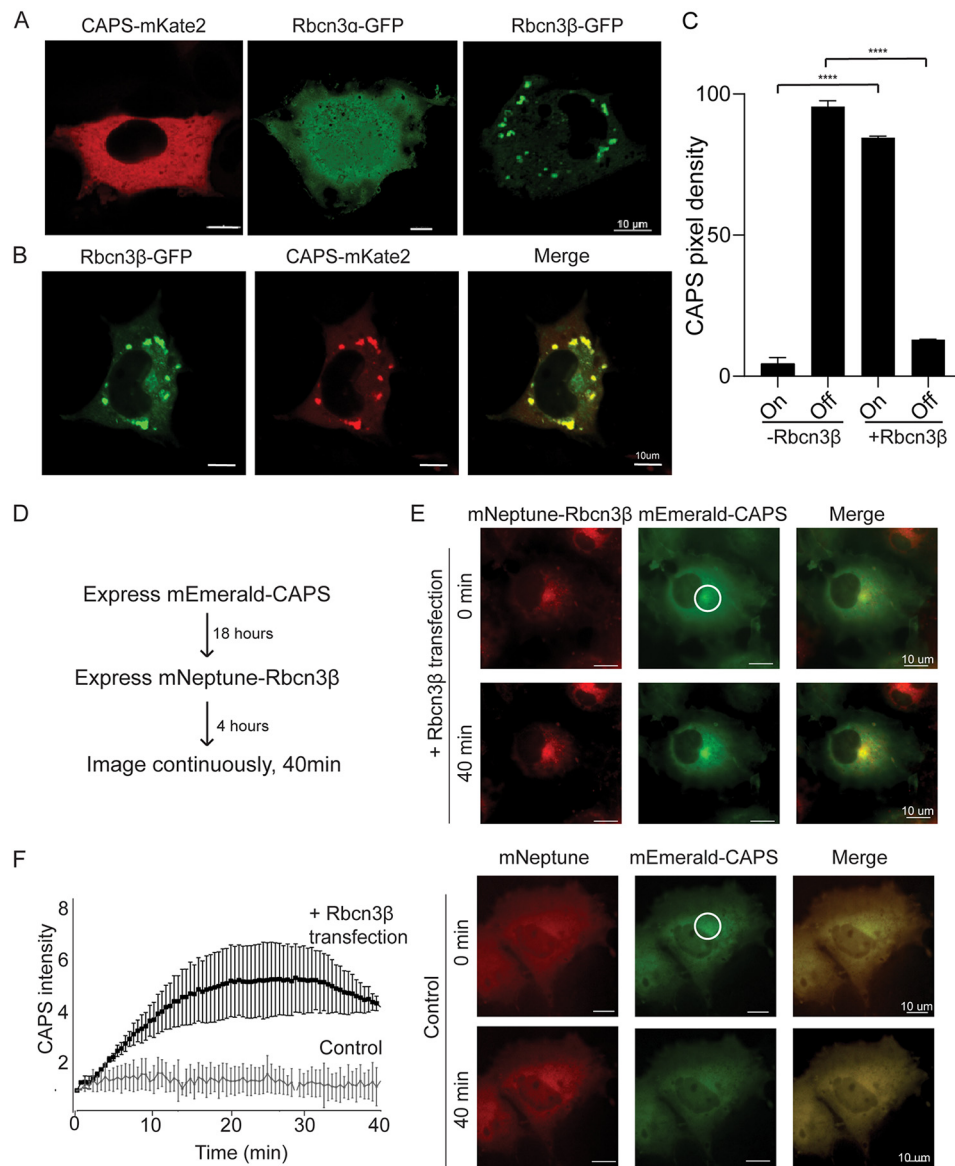 A
CAPS-mKate2
Rbcn3α-GFP
Rbcn3β-GFP
10 µm
B
Rbcn3β-GFP
CAPS-mKate2
Merge
10um
C
****
****
CAPS pixel density
100
50
0
On
Off
On
Off
-Rbcn3β
+Rbcn3β
D
Express mEmerald-CAPS
18 hours
Express mNeptune-Rbcn3β
4 hours
Image continuously, 40min
E
mNeptune-Rbcn3β
mEmerald-CAPS
Merge
+ Rbcn3β transfection
0 min
10 um
40 min
10 um
F
CAPS intensity
8
6
4
2
+ Rbcn3β
transfection
Control
0
10
20
30
40
Time (min)
mNeptune
mEmerald-CAPS
Merge
Control
0 min
10 um
40 min
10 um